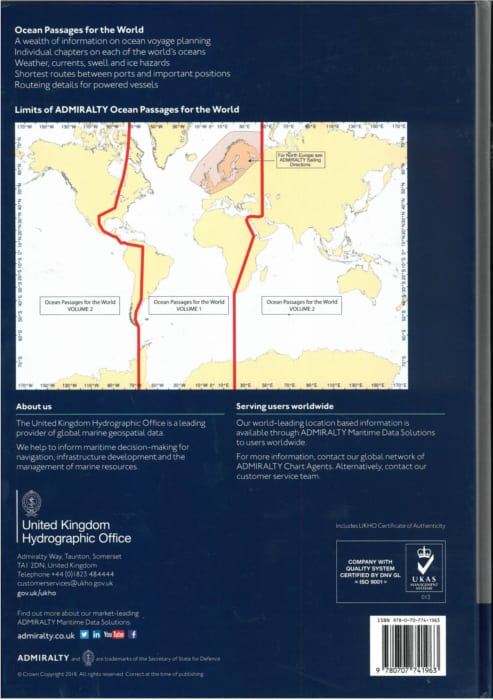 Ocean Passages for the World
A wealth of information on ocean voyage planning
Individual chapters on each of the world's oceans
Weather, currents, swell and ice hazards
Shortest routes between ports and important positions
Routeing details for powered vessels
Limits of ADMIRALTY Ocean Passages for the World
For North Europe see
ADMIRALTY Sailing
Directions
Ocean Passages for the World
VOLUME 2
Ocean Passages for the World
VOLUME 1
Ocean Passages for the World
VOLUME 2
About us
The United Kingdom Hydrographic Office is a leading
provider of global marine geospatial data.
We help to inform maritime decision-making for
navigation, infrastructure development and the
management of marine resources.
Serving users worldwide
Our world-leading location based information is
available through ADMIRALTY Maritime Data Solutions
to users worldwide.
For more information, contact our global network of
ADMIRALTY Chart Agents. Alternatively, contact our
customer service team.
United Kingdom
Hydrographic Office
Admiralty Way, Taunton, Somerset
TA1 2DN, United Kingdom
Telephone +44 (0)1823 484444
customerservices@ukho.gov.uk
gov.uk/ukho
Find out more about our market-leading
ADMIRALTY Maritime Data Solutions:
admiralty.co.uk
You Tube
ADMIRALTY and are trademarks of the Secretary of State for Defence
© Crown Copyright 2018. All rights reserved. Correct at the time of publishing.
Includes UKHO Certificate of Authenticity
COMPANY WITH
QUALITY SYSTEM
CERTIFIED BY DNV GL
= ISO 9001 =
UKAS
MANAGEMENT
SYSTEMS
013
ISBN 978-0-70-774-1963
9 780707 741963